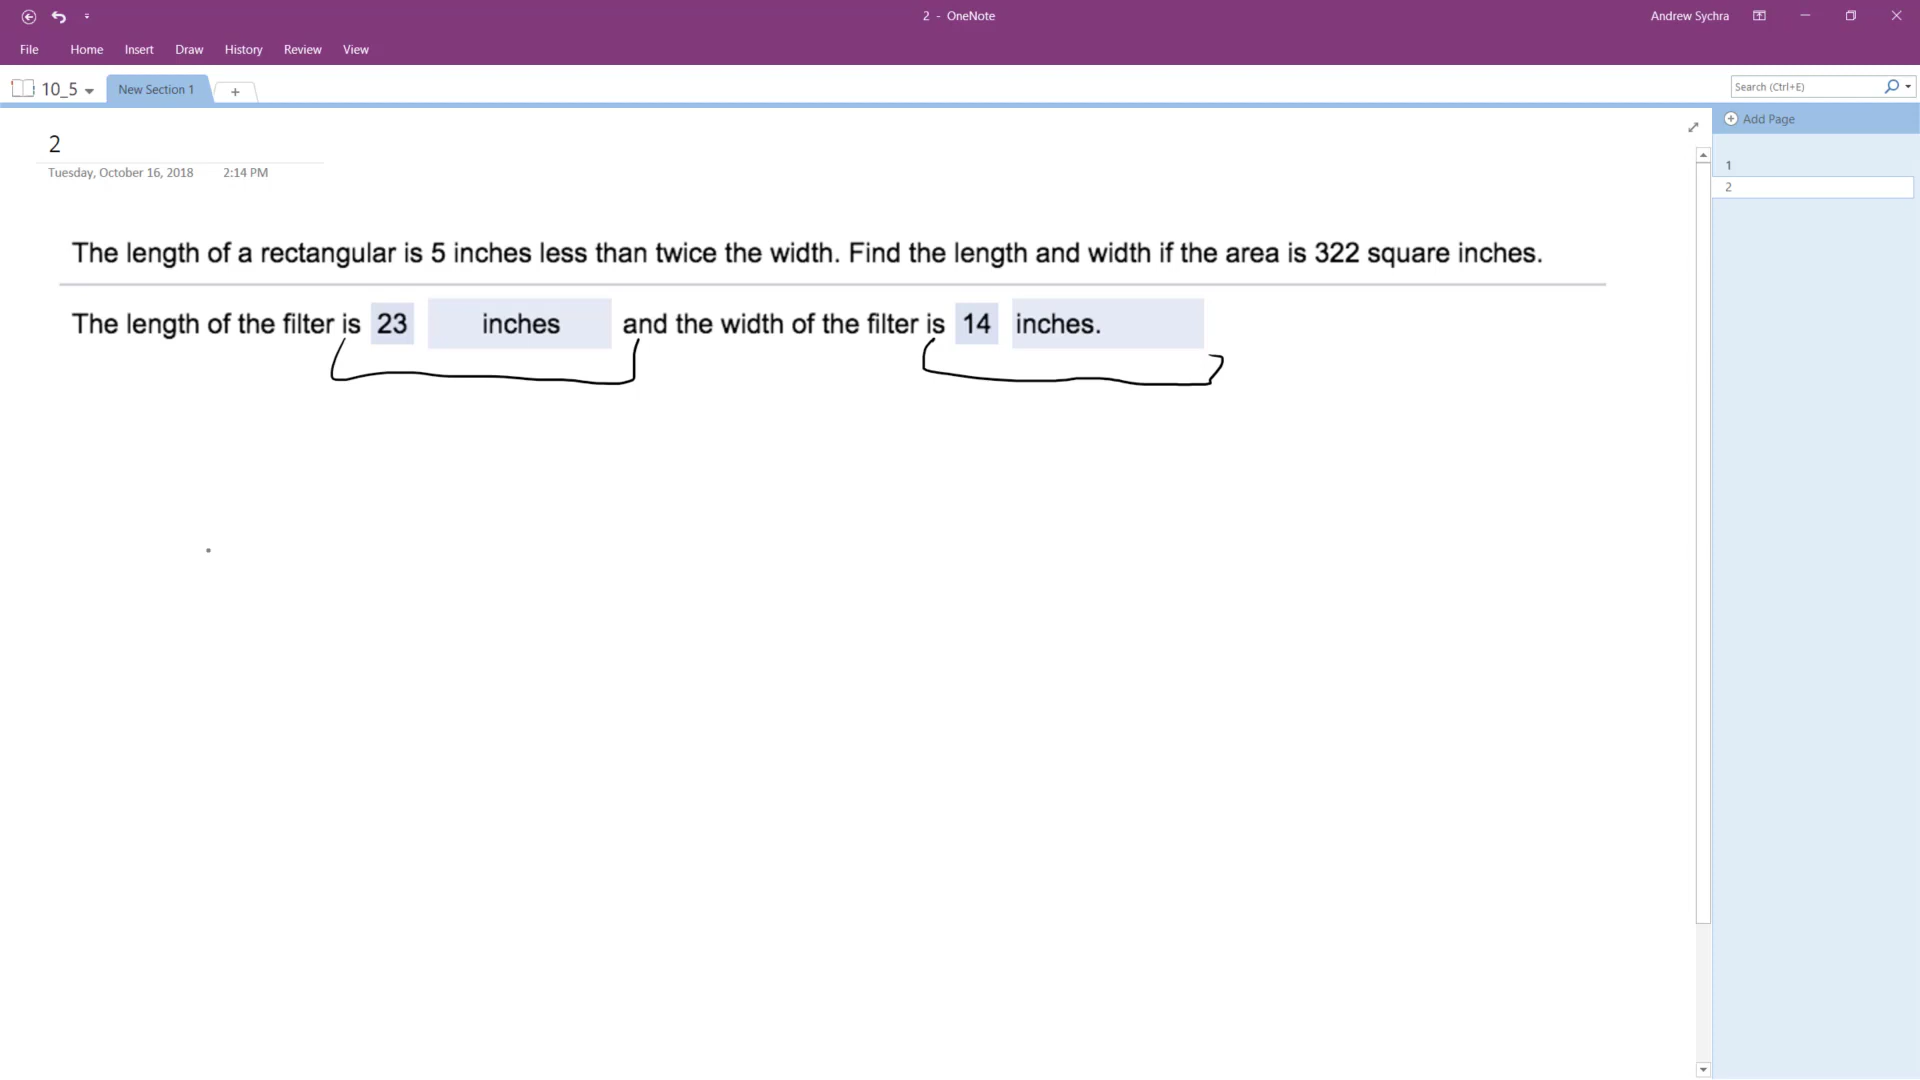 2 - OneNote
Andrew Sychra
File Home Insert Draw History Review View
10_5
New Section 1
+
Search (Ctrl+E)
Add Page
1
2
2
Tuesday, October 16, 2018 2:14 PM
The length of a rectangular is 5 inches less than twice the width. Find the length and width if the area is 322 square inches.
The length of the filter is 23 inches and the width of the filter is 14 inches.